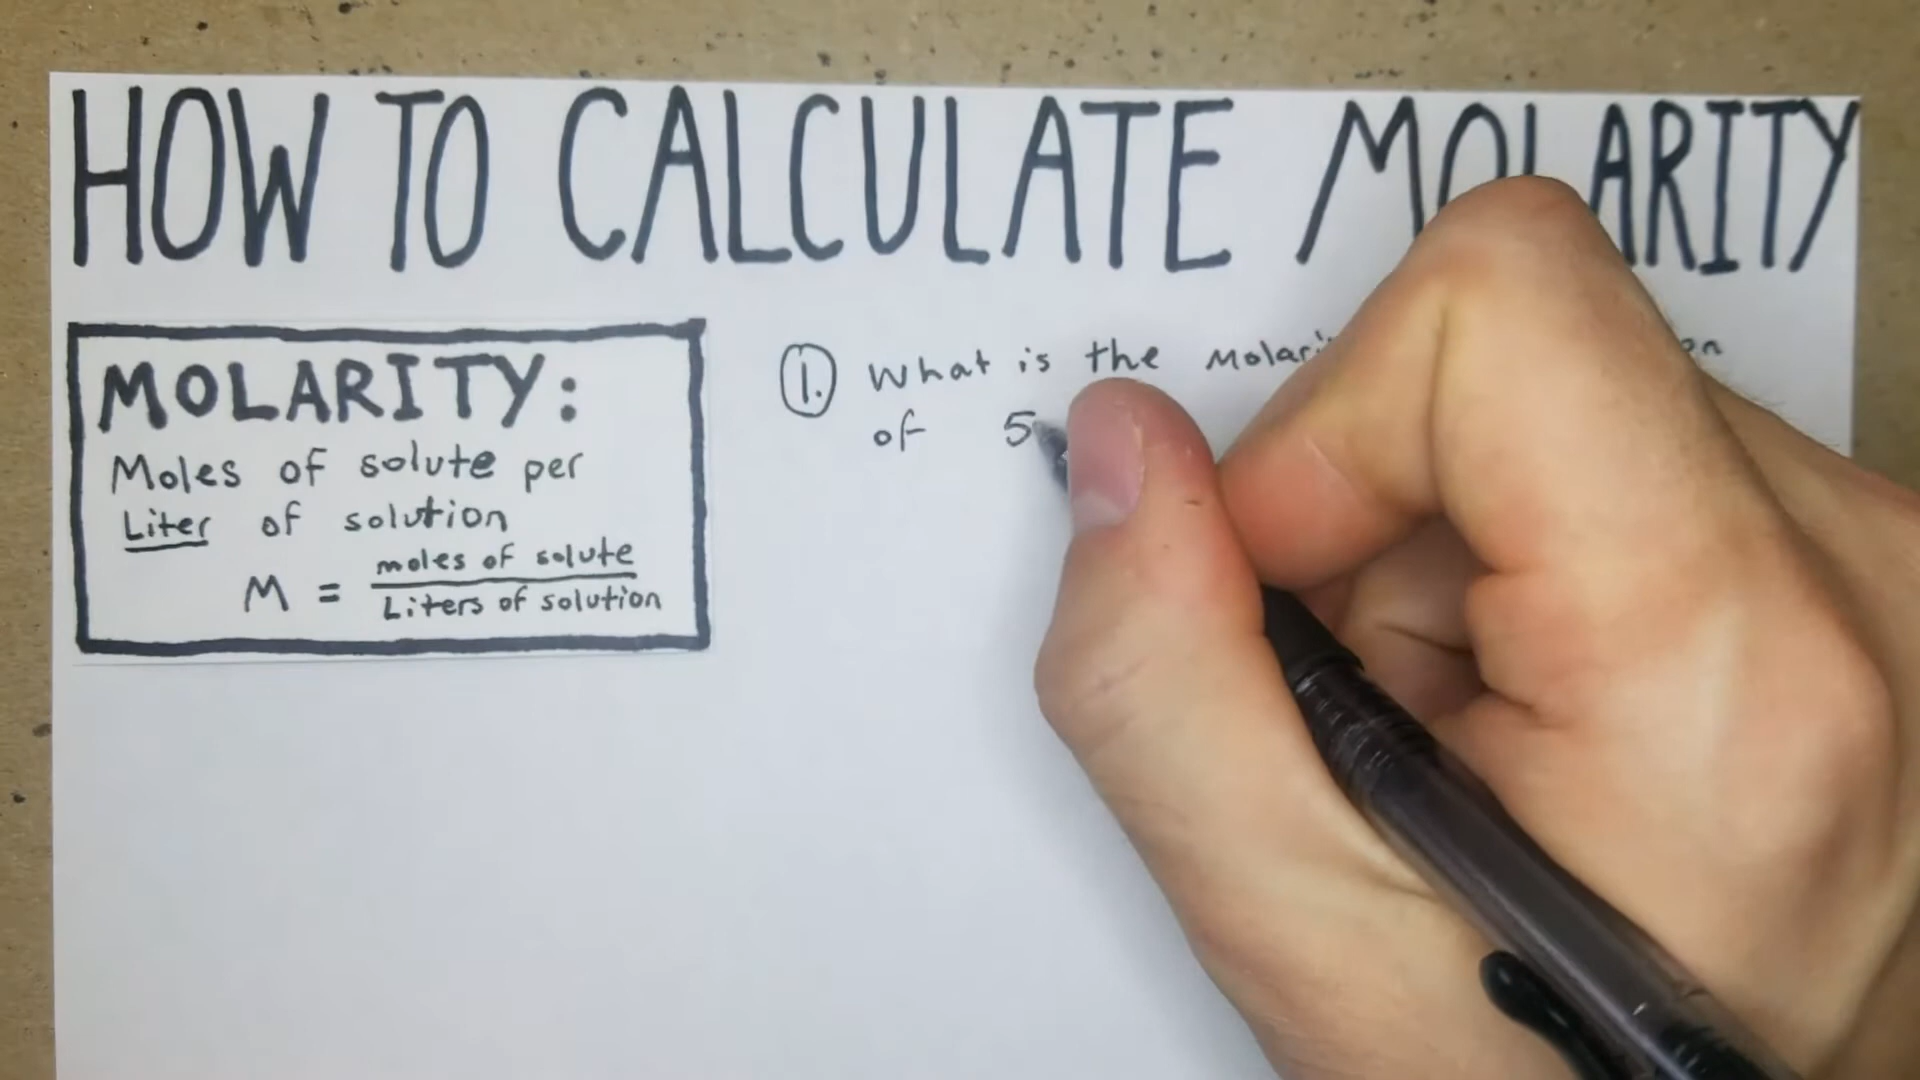 HOW TO CALCULATE MOLARITY
MOLARITY:
Moles of solute per
Liter of solution
M = moles of solute
Liters of solution
1. What is the
of 5